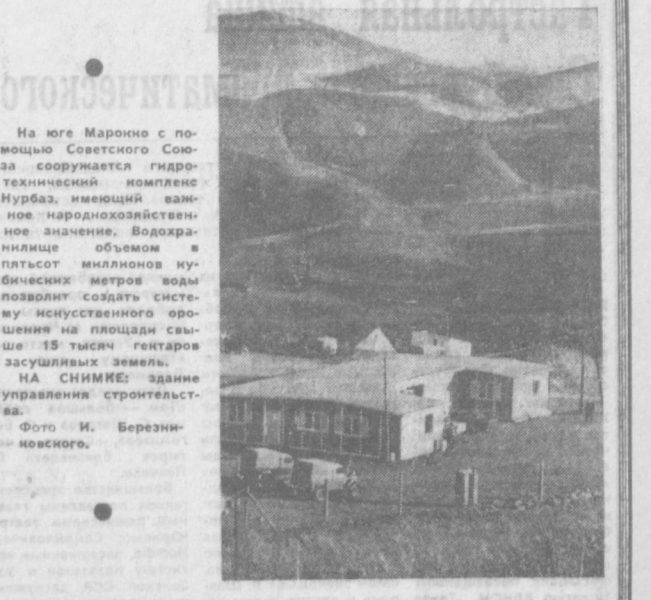 На юге Марокко с по-
мощью Советского Сою-
за сооружается гидро-
технический комплекс
Нурбаз, имеющий важ-
ное народнохозяйствен-
ное значение. Водохра-
нилище объемом в
пятьсот миллионов ку-
бических метров воды
позволит создать систе-
му искусственного оро-
шения на площади свы-
ше 15 тысяч гектаров
засушливых земель.
НА СНИМКЕ: здание
управления строительст-
ва.
Фото И. Березни-
ковского.